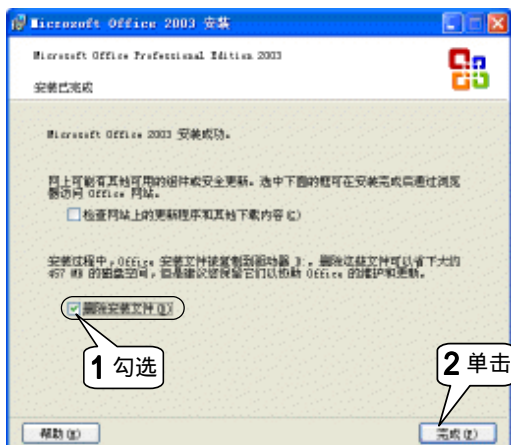 Microsoft Office 2003 安装
Microsoft Office Professional Edition 2003
安装已完成
Microsoft Office 2003 安装成功。
网上可能有其他可用的组件或安全更新。选中下面的框可在安装完成后通过浏览
器访问 Office 网站。
检查网站上的更新程序和其他下载内容(C)
安装过程中，Office 安装文件被复制到驱动器 D:。删除这些文件可以省下大约
457 MB 的磁盘空间，但是建议您保留它们以协助 Office 的维护和更新。
删除安装文件(D)
1 勾选
2 单击
帮助(H)
完成(F)